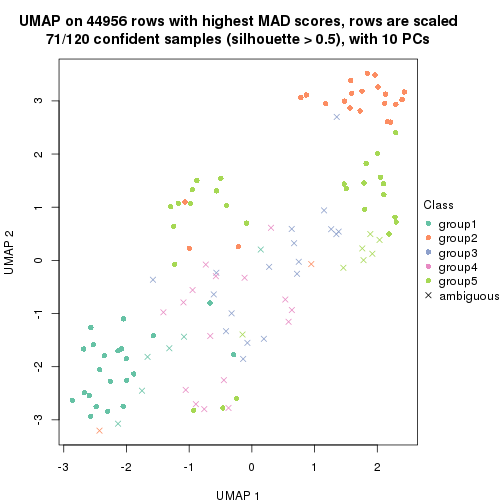 UMAP on 44956 rows with highest MAD scores, rows are scaled
71/120 confident samples (silhouette > 0.5), with 10 PCs
UMAP 2
3
2
1
0
-1
-2
-3
-3
-2
-1
0
1
2
UMAP 1
Class
group1
group2
group3
group4
group5
ambiguous